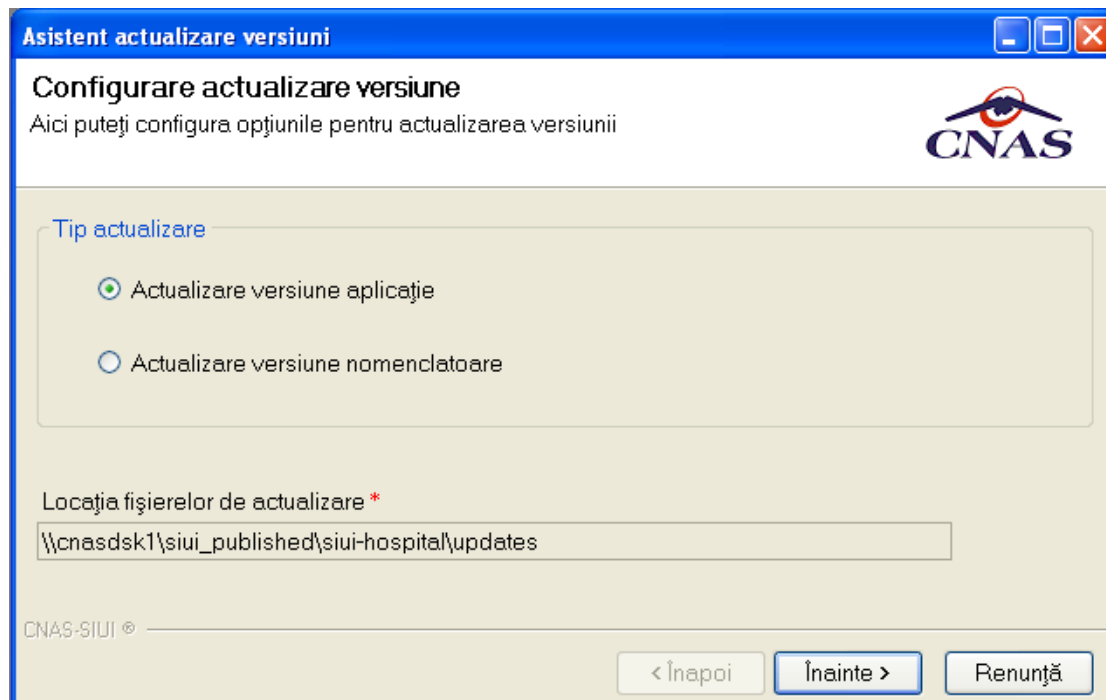 Asistent actualizare versiuni
Configurare actualizare versiune
Aici puteţi configura opţiunile pentru actualizarea versiunii
CNAS
Tip actualizare
Actualizare versiune aplicaţie
Actualizare versiune nomenclatoare
Locaţia fişierelor de actualizare *
\\cnasdsk1\siui_published\siui-hospital\updates
CNAS-SIUI ®
< Înapoi
Înainte >
Renunţă